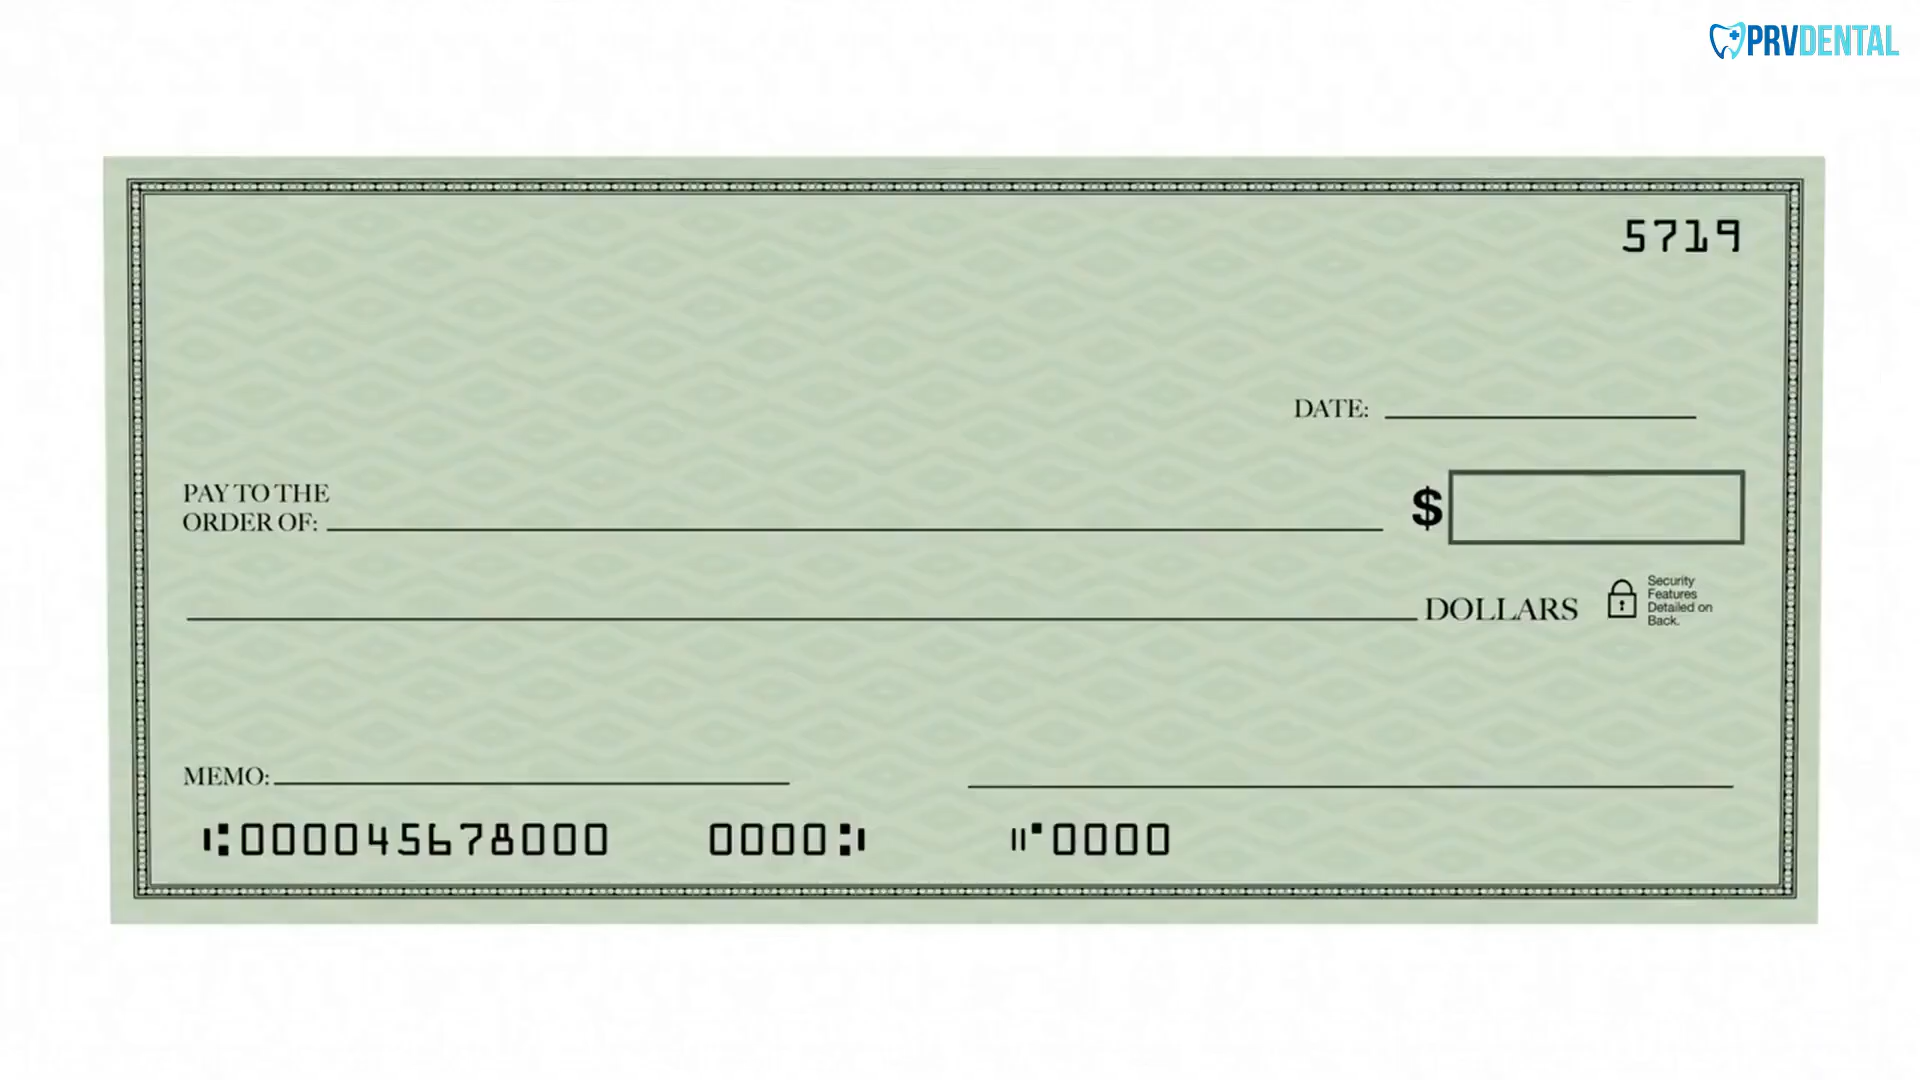 PRVDENTAL
5719
DATE:
PAY TO THE
ORDER OF:
$
DOLLARS
Security
Features
Detailed on
Back.
MEMO:
⑆000045678000 0000⑆ ⑈0000